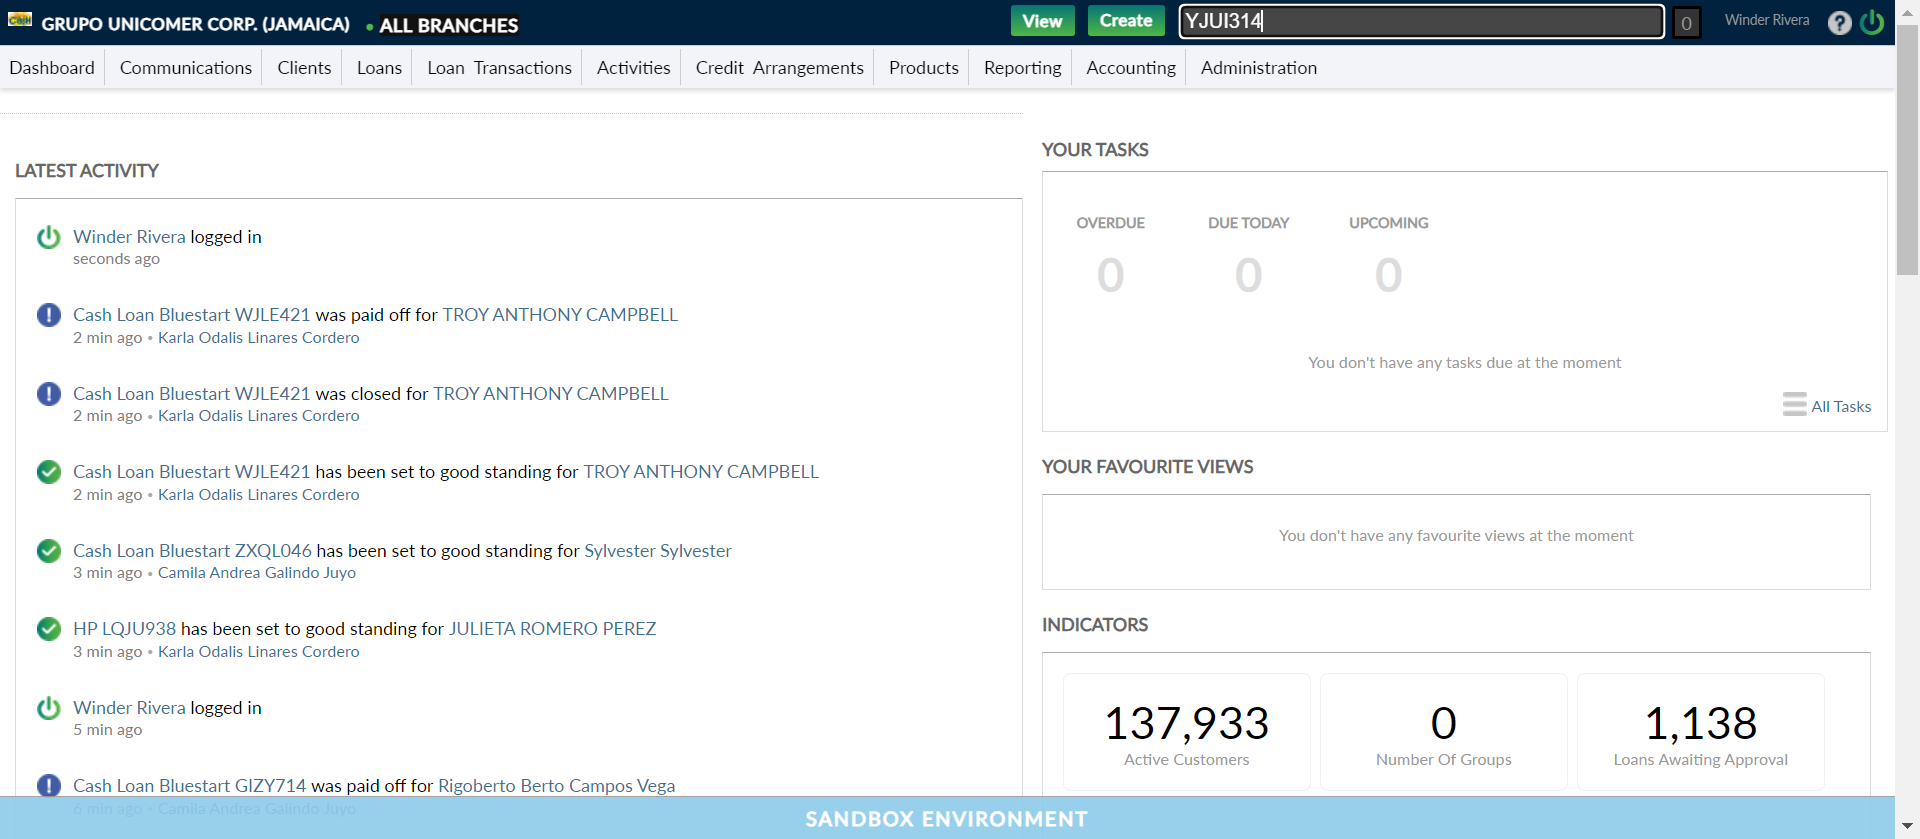 GRUPO UNICOMER CORP. (JAMAICA) • ALL BRANCHES
View Create YJUI314 0 Winder Rivera ?
Dashboard Communications Clients Loans Loan Transactions Activities Credit Arrangements Products Reporting Accounting Administration
LATEST ACTIVITY
Winder Rivera logged in
seconds ago
Cash Loan Bluestart WJLE421 was paid off for TROY ANTHONY CAMPBELL
2 min ago • Karla Odalis Linares Cordero
Cash Loan Bluestart WJLE421 was closed for TROY ANTHONY CAMPBELL
2 min ago • Karla Odalis Linares Cordero
Cash Loan Bluestart WJLE421 has been set to good standing for TROY ANTHONY CAMPBELL
2 min ago • Karla Odalis Linares Cordero
Cash Loan Bluestart ZXQL046 has been set to good standing for Sylvester Sylvester
3 min ago • Camila Andrea Galindo Juyo
HP LQJU938 has been set to good standing for JULIETA ROMERO PEREZ
3 min ago • Karla Odalis Linares Cordero
Winder Rivera logged in
5 min ago
Cash Loan Bluestart GIZY714 was paid off for Rigoberto Berto Campos Vega
6 min ago • Camila Andrea Galindo Juyo
YOUR TASKS
OVERDUE DUE TODAY UPCOMING
0 0 0
You don't have any tasks due at the moment
All Tasks
YOUR FAVOURITE VIEWS
You don't have any favourite views at the moment
INDICATORS
137,933 0 1,138
Active Customers Number Of Groups Loans Awaiting Approval
SANDBOX ENVIRONMENT